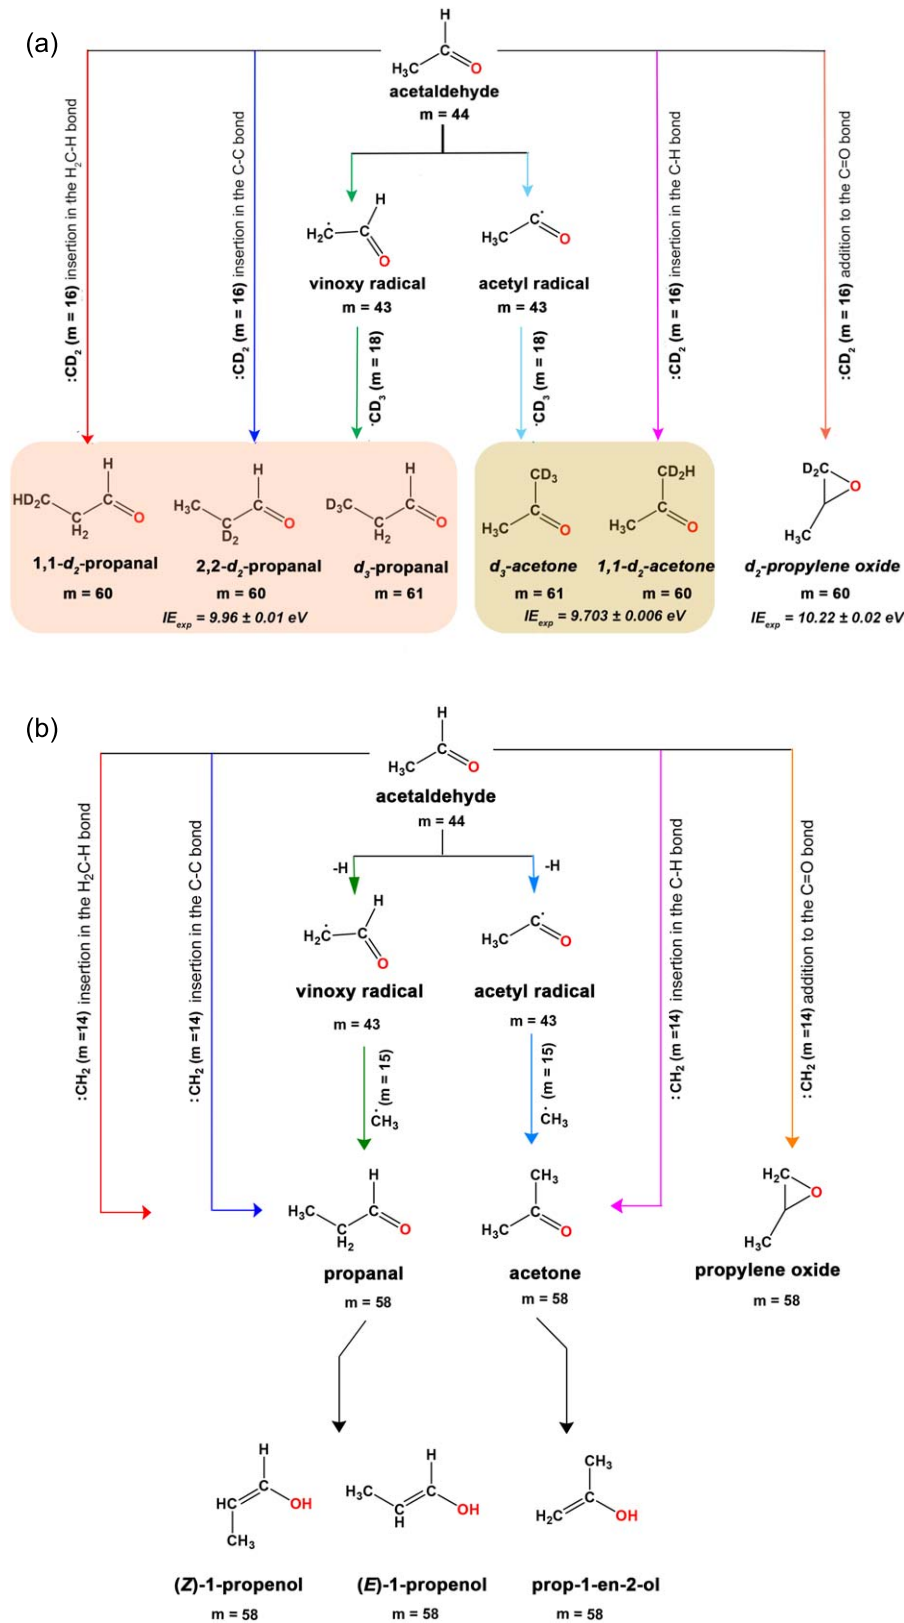 (a)
H
H₃C C O
acetaldehyde
m = 44
:CD₂ (m = 16) insertion in the H₂C-H bond
:CD₂ (m = 16) insertion in the C-C bond
H
H₂Ċ C O
vinoxy radical
m = 43
H₃C Ċ O
acetyl radical
m = 43
·CD₃ (m = 18)
·CD₃ (m = 18)
:CD₂ (m = 16) insertion in the C-H bond
:CD₂ (m = 16) addition to the C=O bond
H
HD₂C C C O
H₂
1,1-d₂-propanal
m = 60
H
H₃C C C O
D₂
2,2-d₂-propanal
m = 60
H
D₃C C C O
H₂
d₃-propanal
m = 61
IEexp = 9.96 ± 0.01 eV
CD₃
H₃C C O
d₃-acetone
m = 61
CD₂H
H₃C C O
1,1-d₂-acetone
m = 60
IEexp = 9.703 ± 0.006 eV
D₂C O
H₃C
d₂-propylene oxide
m = 60
IEexp = 10.22 ± 0.02 eV
(b)
H
H₃C C O
acetaldehyde
m = 44
:CH₂ (m =14) insertion in the H₂C-H bond
:CH₂ (m =14) insertion in the C-C bond
-H
-H
H
H₂Ċ C O
vinoxy radical
m = 43
H₃C Ċ O
acetyl radical
m = 43
ĊH₃ (m = 15)
ĊH₃ (m = 15)
:CH₂ (m =14) insertion in the C-H bond
:CH₂ (m =14) addition to the C=O bond
H
H₃C C C O
H₂
propanal
m = 58
CH₃
H₃C C O
acetone
m = 58
H₂C O
H₃C
propylene oxide
m = 58
H
HC C OH
CH₃
(Z)-1-propenol
m = 58
H
H₃C C C OH
H
(E)-1-propenol
m = 58
CH₃
H₂C C OH
prop-1-en-2-ol
m = 58